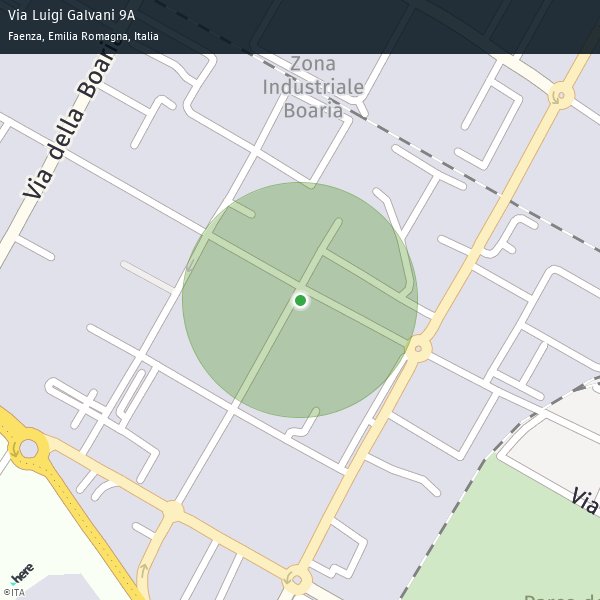 Via Luigi Galvani 9A
Faenza, Emilia Romagna, Italia
Zona
Industriale
Boaria
Via della Boaria
Via
here
©ITA